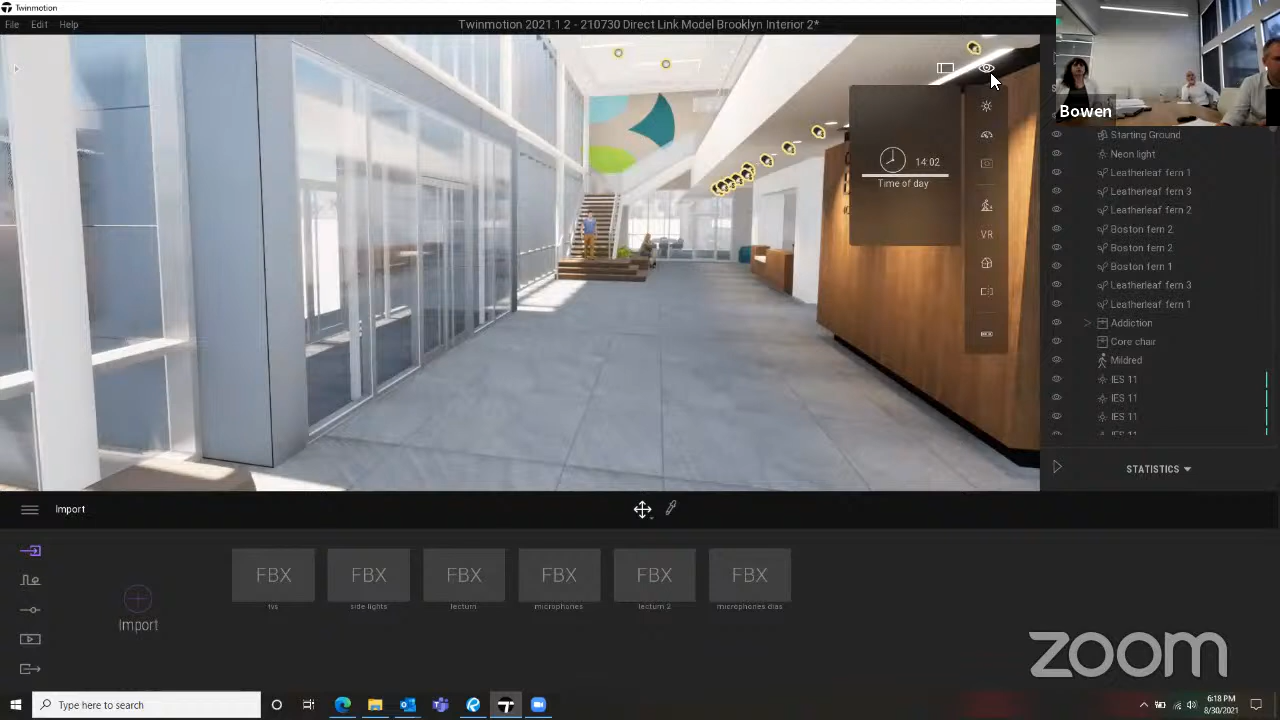 Twinmotion
File Edit Help
Twinmotion 2021.1.2 - 210730 Direct Link Model Brooklyn Interior 2*
Bowen
14:02
Time of day
VR
Starting Ground
Neon light
Leatherleaf fern 1
Leatherleaf fern 3
Leatherleaf fern 2
Boston fern 2
Boston fern 2
Boston fern 1
Leatherleaf fern 3
Leatherleaf fern 1
Addiction
Core chair
Mildred
IES 11
IES 11
IES 11
IES 11
STATISTICS
Import
Import
FBX FBX FBX FBX FBX FBX
tvs side lights lecturn microphones lecturn 2 microphones dias
zoom
Type here to search
6:18 PM
8/30/2021